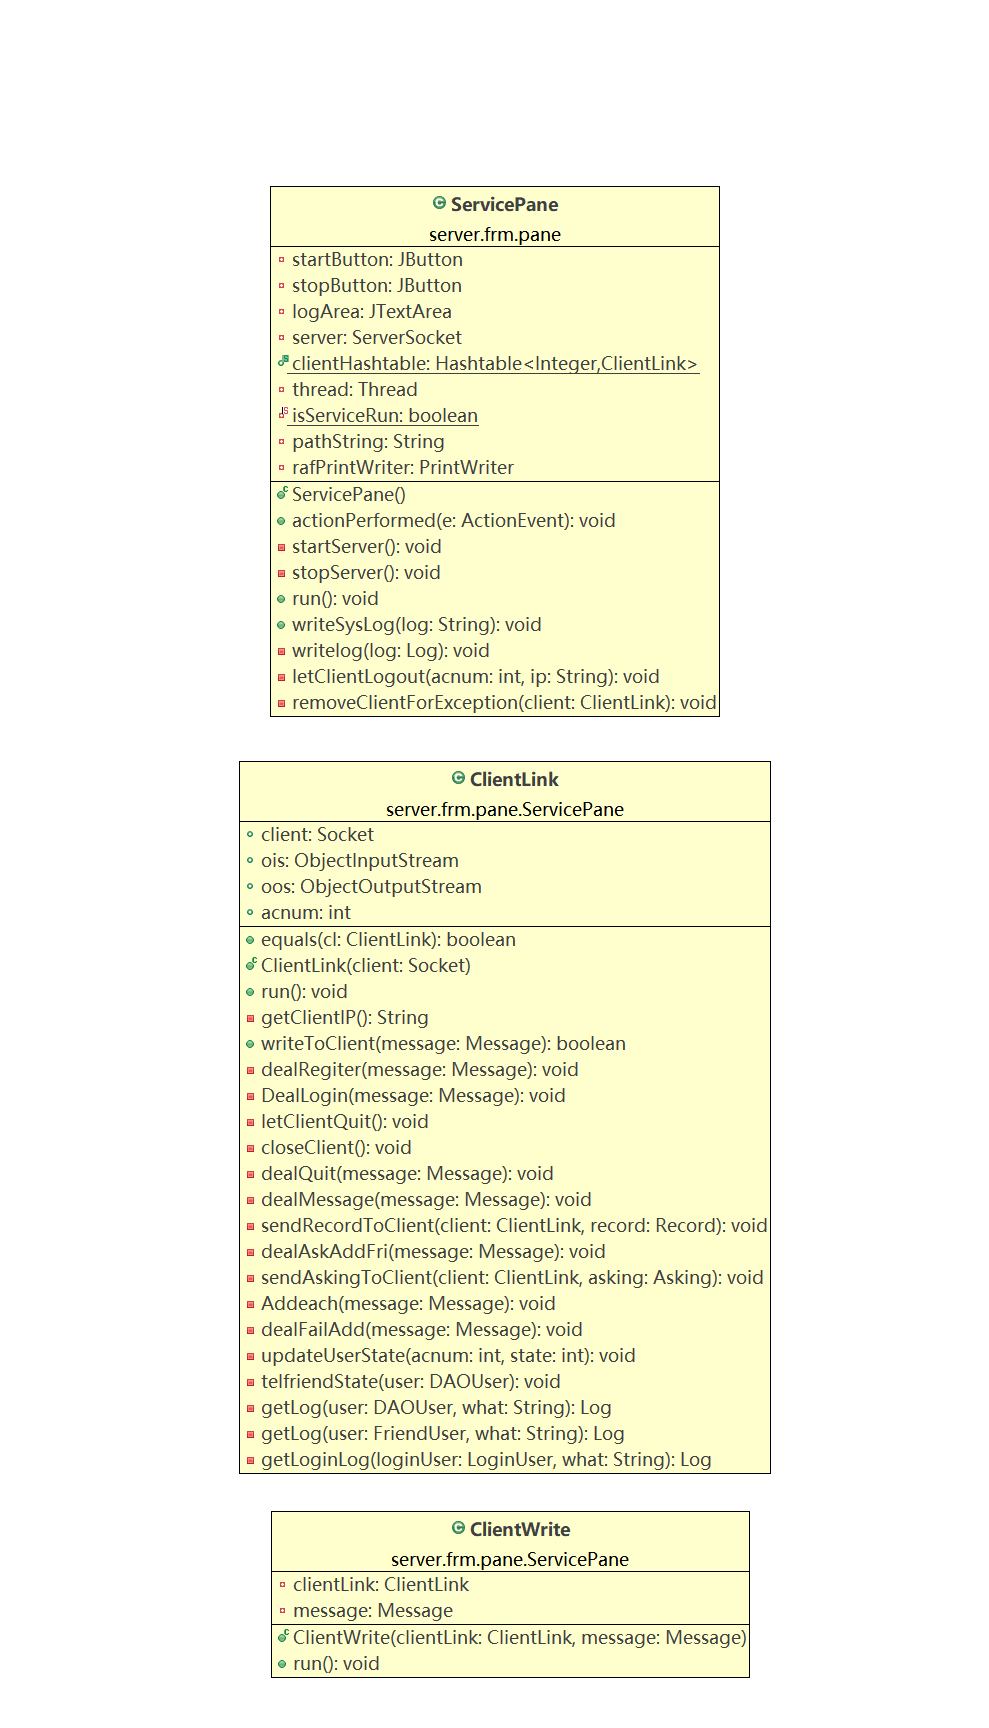 ServicePane
server.frm.pane
startButton: JButton
stopButton: JButton
logArea: JTextArea
server: ServerSocket
clientHashtable: Hashtable<Integer,ClientLink>
thread: Thread
isServiceRun: boolean
pathString: String
rafPrintWriter: PrintWriter
ServicePane()
actionPerformed(e: ActionEvent): void
startServer(): void
stopServer(): void
run(): void
writeSysLog(log: String): void
writelog(log: Log): void
letClientLogout(acnum: int, ip: String): void
removeClientForException(client: ClientLink): void
ClientLink
server.frm.pane.ServicePane
client: Socket
ois: ObjectInputStream
oos: ObjectOutputStream
acnum: int
equals(cl: ClientLink): boolean
ClientLink(client: Socket)
run(): void
getClientIP(): String
writeToClient(message: Message): boolean
dealRegiter(message: Message): void
DealLogin(message: Message): void
letClientQuit(): void
closeClient(): void
dealQuit(message: Message): void
dealMessage(message: Message): void
sendRecordToClient(client: ClientLink, record: Record): void
dealAskAddFri(message: Message): void
sendAskingToClient(client: ClientLink, asking: Asking): void
Addeach(message: Message): void
dealFailAdd(message: Message): void
updateUserState(acnum: int, state: int): void
telfriendState(user: DAOUser): void
getLog(user: DAOUser, what: String): Log
getLog(user: FriendUser, what: String): Log
getLoginLog(loginUser: LoginUser, what: String): Log
ClientWrite
server.frm.pane.ServicePane
clientLink: ClientLink
message: Message
ClientWrite(clientLink: ClientLink, message: Message)
run(): void